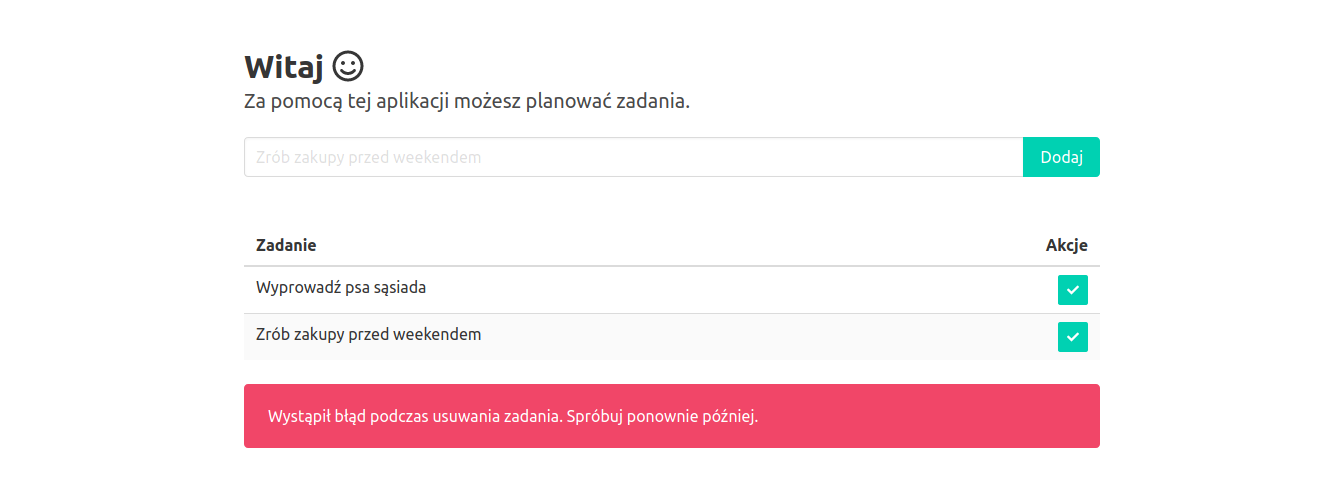 Witaj
Za pomocą tej aplikacji możesz planować zadania.
Zrób zakupy przed weekendem
Dodaj
Zadanie
Akcje
Wyprowadź psa sąsiada
Zrób zakupy przed weekendem
Wystąpił błąd podczas usuwania zadania. Spróbuj ponownie później.